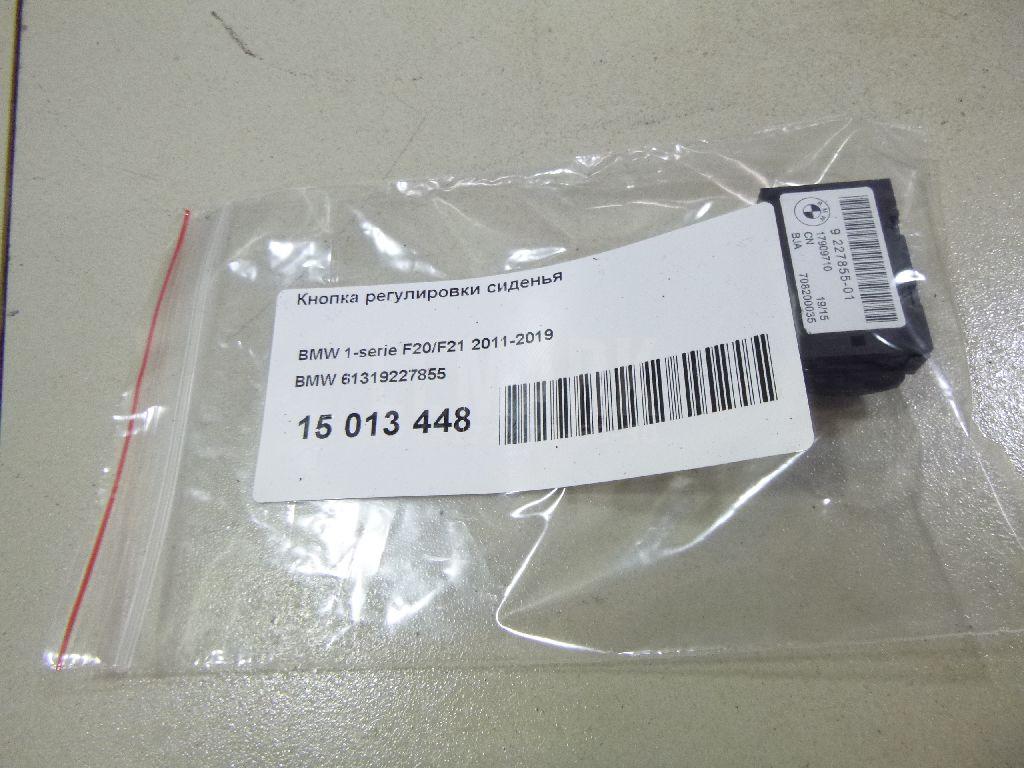 Кнопка регулировки сиденья
BMW 1-serie F20/F21 2011-2019
BMW 61319227855
15 013 448
9 227855-01
17909710 19/15
CN 708200035
BJA